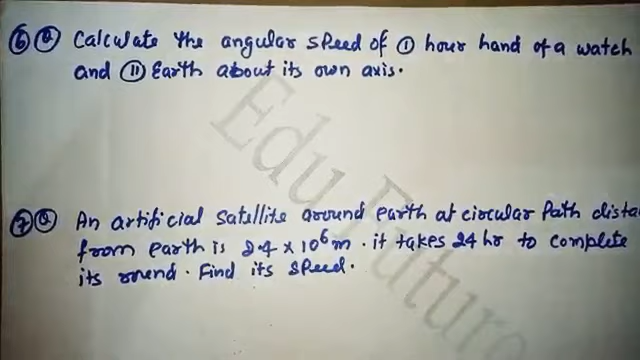 6 Q Calculate the angular speed of (i) hour hand of a watch
and (ii) Earth about its own axis.
7 Q An artificial satellite around earth at circular Path dista
from earth is 24 × 10⁶ m. it takes 24 hr to complete
its round. Find its speed.
Edu Future